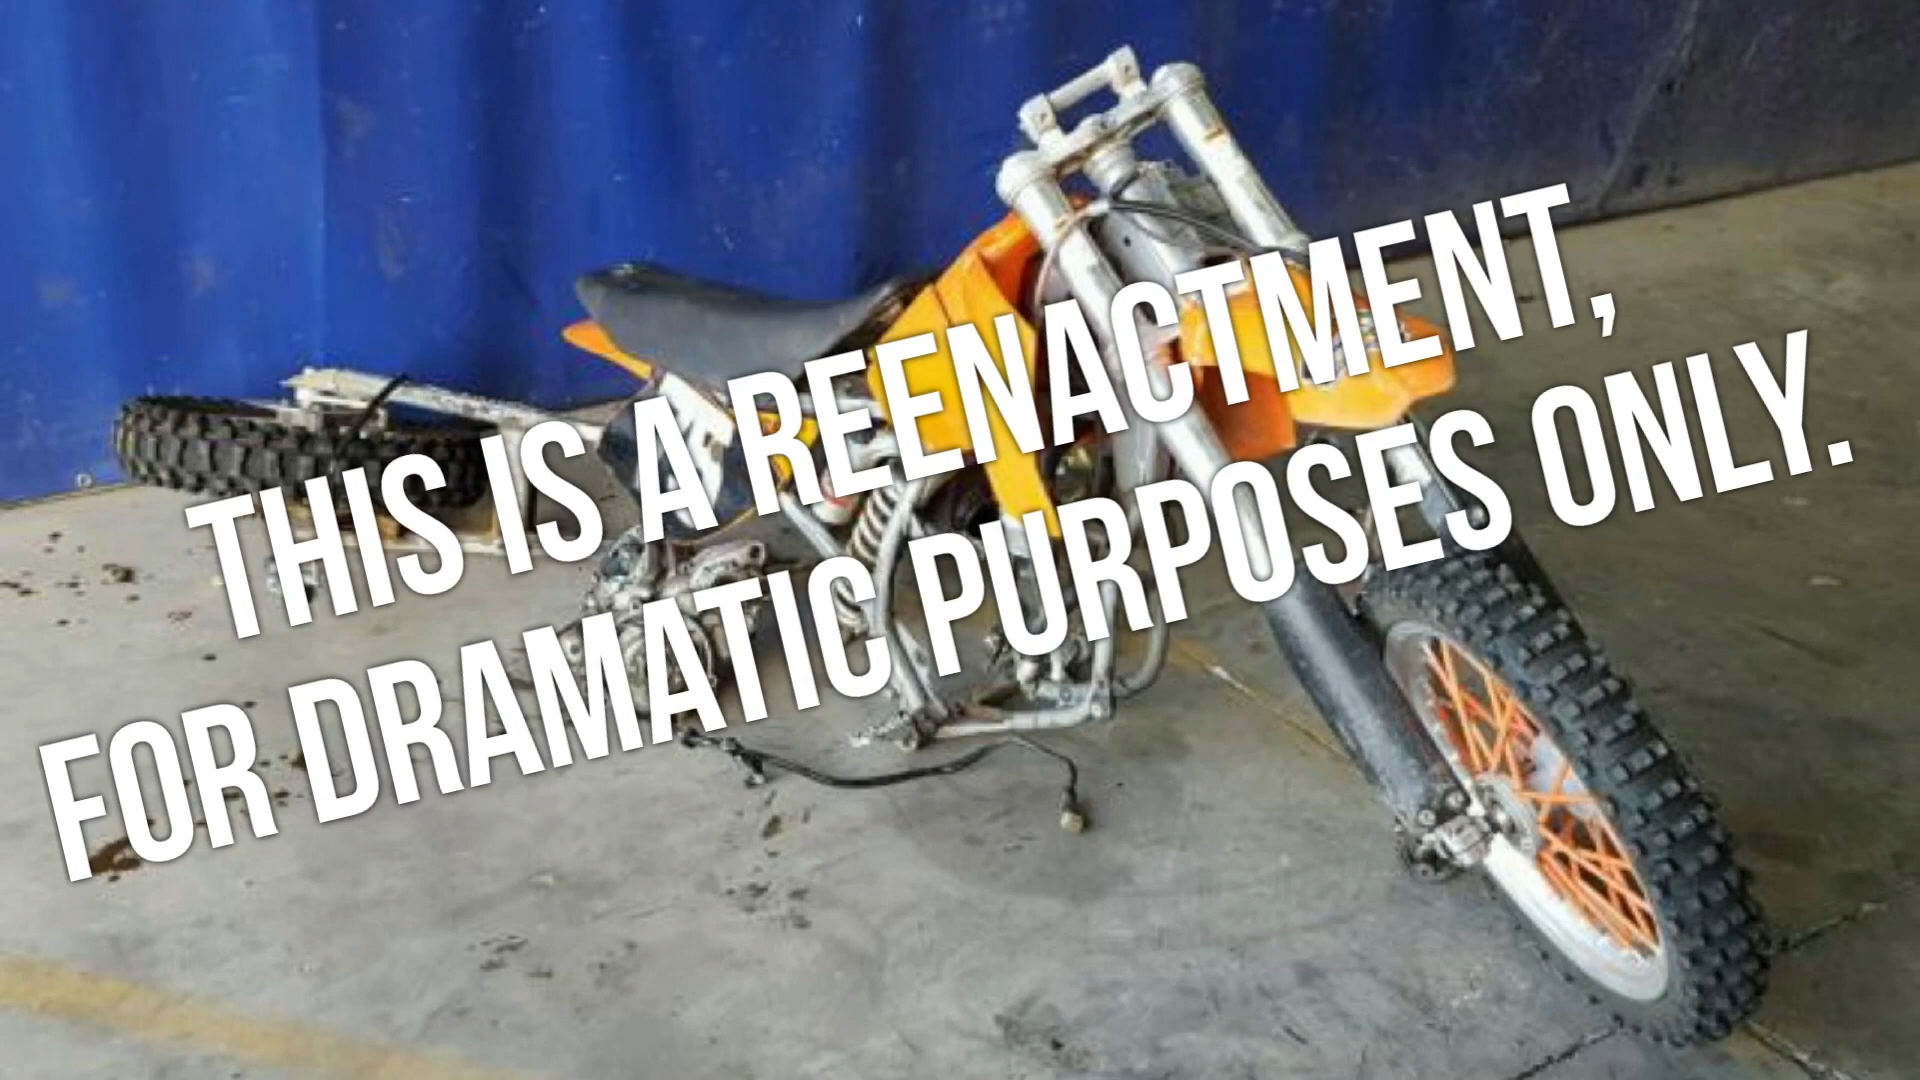 THIS IS A REENACTMENT,
FOR DRAMATIC PURPOSES ONLY.